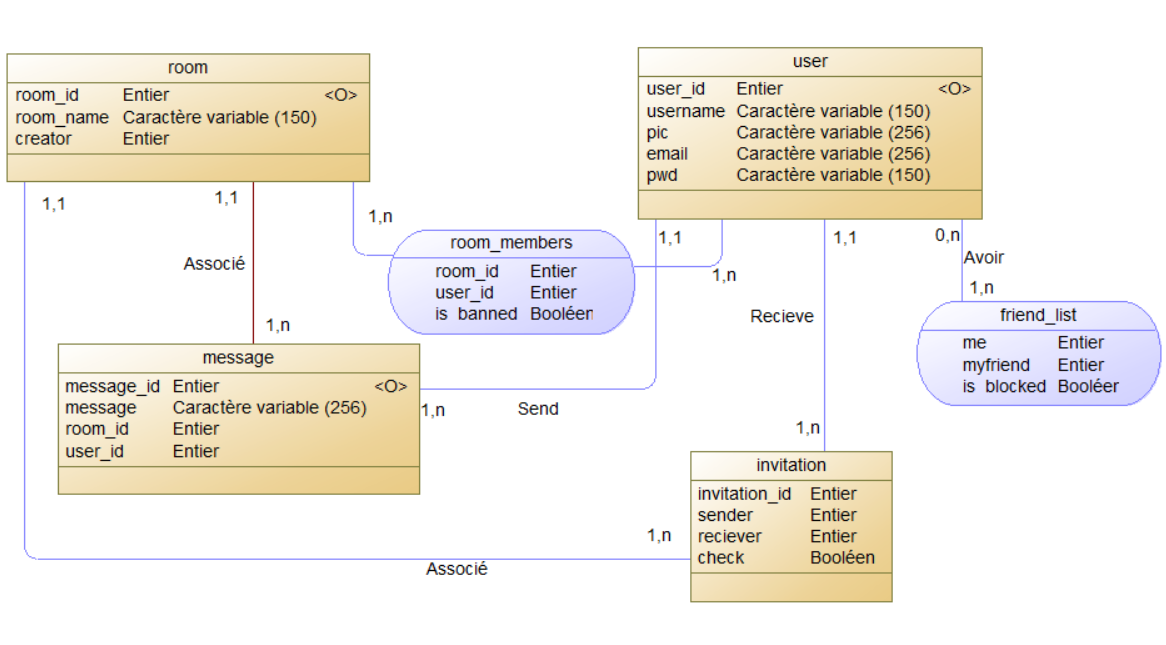 room
room_id Entier <O>
room_name Caractère variable (150)
creator Entier
user
user_id Entier <O>
username Caractère variable (150)
pic Caractère variable (256)
email Caractère variable (256)
pwd Caractère variable (150)
1,1
1,1
1,n
Associé
1,n
room_members
room_id Entier
user_id Entier
is banned Booléen
1,1
1,n
1,1
0,n
Avoir
1,n
Recieve
friend_list
me Entier
myfriend Entier
is blocked Booléer
message
message_id Entier <O>
message Caractère variable (256)
room_id Entier
user_id Entier
1,n
Send
1,n
invitation
invitation_id Entier
sender Entier
reciever Entier
check Booléen
1,n
Associé